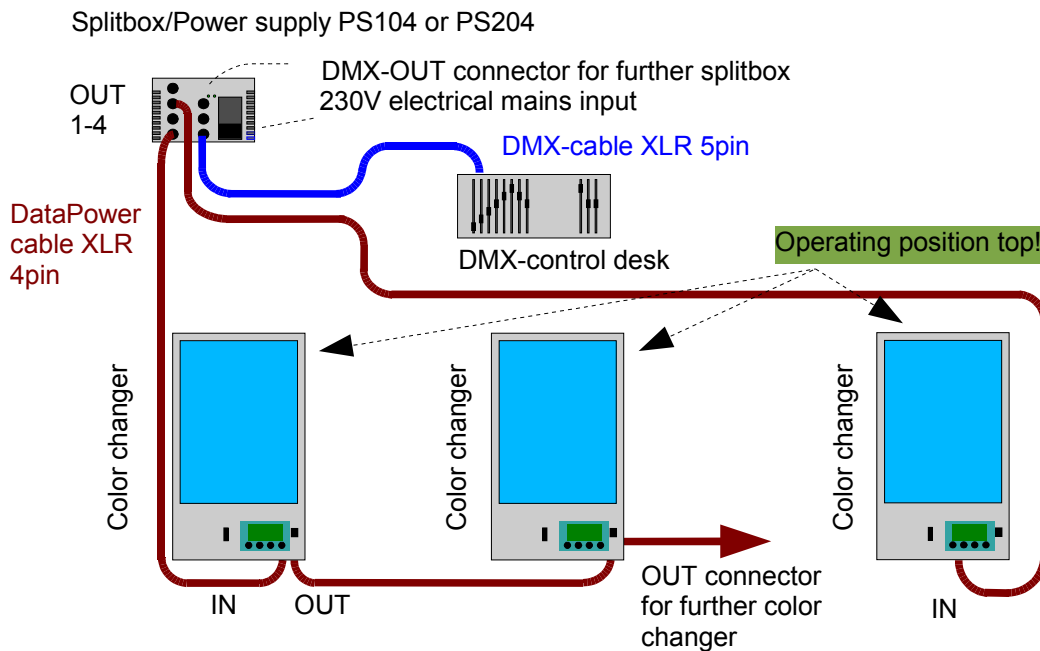 Splitbox/Power supply PS104 or PS204
DMX-OUT connector for further splitbox
230V electrical mains input
OUT
1-4
DMX-cable XLR 5pin
DataPower
cable XLR
4pin
DMX-control desk
Operating position top!
Color changer
Color changer
Color changer
IN
OUT
OUT connector
for further color
changer
IN